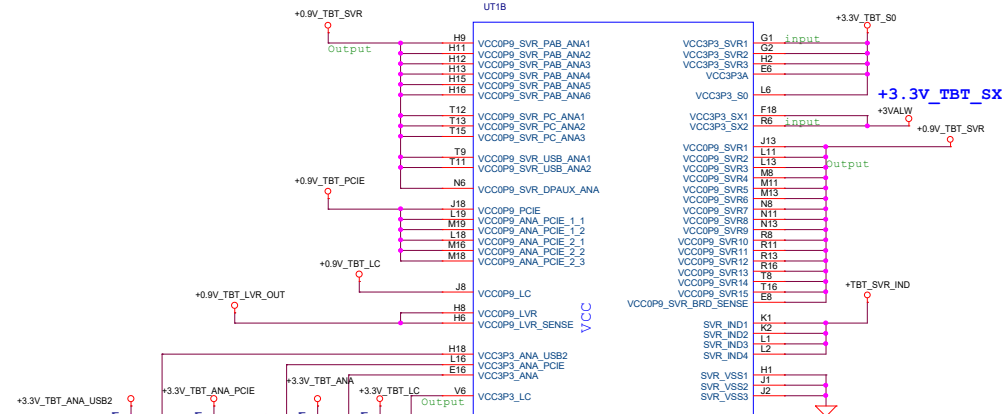 UT1B
+0.9V_TBT_SVR
Output
H9 VCC0P9_SVR_PAB_ANA1
H11 VCC0P9_SVR_PAB_ANA2
H12 VCC0P9_SVR_PAB_ANA3
H13 VCC0P9_SVR_PAB_ANA4
H15 VCC0P9_SVR_PAB_ANA5
H16 VCC0P9_SVR_PAB_ANA6
T12 VCC0P9_SVR_PC_ANA1
T13 VCC0P9_SVR_PC_ANA2
T15 VCC0P9_SVR_PC_ANA3
T9 VCC0P9_SVR_USB_ANA1
T11 VCC0P9_SVR_USB_ANA2
N6 VCC0P9_SVR_DPAUX_ANA
+0.9V_TBT_PCIE
J18 VCC0P9_PCIE
L19 VCC0P9_ANA_PCIE_1_1
M19 VCC0P9_ANA_PCIE_1_2
L18 VCC0P9_ANA_PCIE_2_1
M16 VCC0P9_ANA_PCIE_2_2
M18 VCC0P9_ANA_PCIE_2_3
+0.9V_TBT_LC
J8 VCC0P9_LC
+0.9V_TBT_LVR_OUT
H8 VCC0P9_LVR
H6 VCC0P9_LVR_SENSE
H18 VCC3P3_ANA_USB2
L16 VCC3P3_ANA_PCIE
E16 VCC3P3_ANA
V6 VCC3P3_LC
Output
+3.3V_TBT_ANA_USB2
+3.3V_TBT_ANA_PCIE
+3.3V_TBT_ANA
+3.3V_TBT_LC
VCC
+3.3V_TBT_S0
VCC3P3_SVR1 G1 input
VCC3P3_SVR2 G2
VCC3P3_SVR3 H2
VCC3P3A E6
VCC3P3_S0 L6
+3.3V_TBT_SX
VCC3P3_SX1 F18
+3VALW
VCC3P3_SX2 R6 input
+0.9V_TBT_SVR
VCC0P9_SVR1 J13
VCC0P9_SVR2 L11
VCC0P9_SVR3 L13
Output
VCC0P9_SVR4 M8
VCC0P9_SVR5 M11
VCC0P9_SVR6 M13
VCC0P9_SVR7 N8
VCC0P9_SVR8 N11
VCC0P9_SVR9 N13
VCC0P9_SVR10 R8
VCC0P9_SVR11 R11
VCC0P9_SVR12 R13
VCC0P9_SVR13 R16
VCC0P9_SVR14 T8
VCC0P9_SVR15 T16
VCC0P9_SVR_BRD_SENSE E8
+TBT_SVR_IND
SVR_IND1 K1
SVR_IND2 K2
SVR_IND3 L1
SVR_IND4 L2
SVR_VSS1 H1
SVR_VSS2 J1
SVR_VSS3 J2